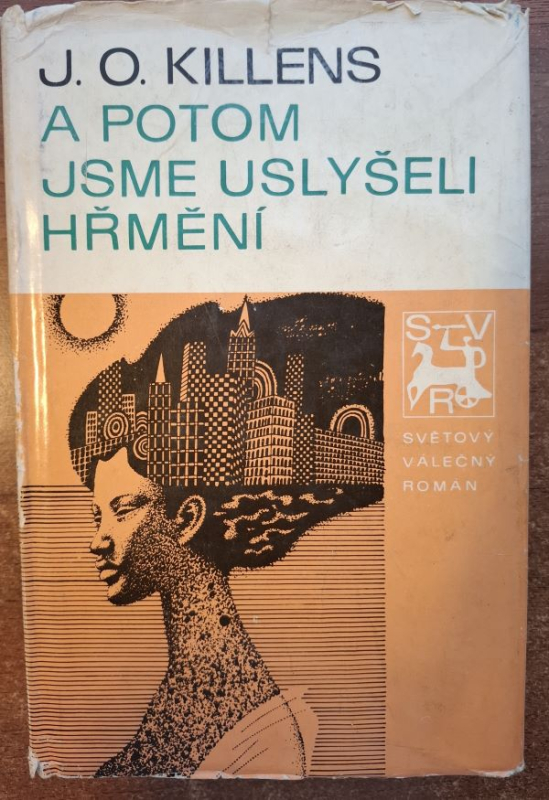 J. O. KILLENS
A POTOM
JSME USLYŠELI
HŘMĚNÍ
S V
R
SVĚTOVÝ
VÁLEČNÝ
ROMÁN